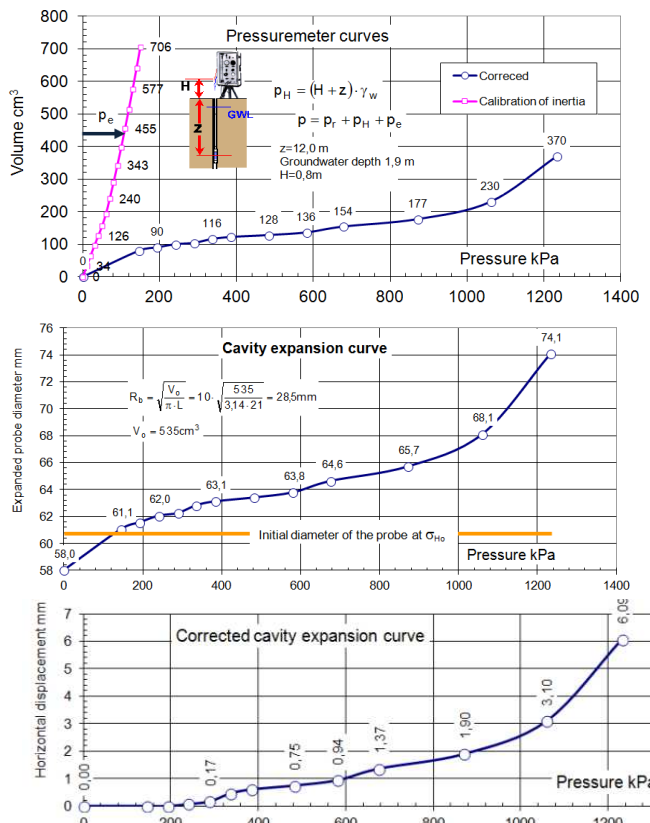 Pressuremeter curves
Volume cm³
800
700
600
500
400
300
200
100
0
706
577
455
343
240
126
34
0
0
pₑ
H
z
GWL
p_H = (H + z) · γ_w
p = p_r + p_H + p_e
z=12,0 m
Groundwater depth 1,9 m
H=0,8m
Correced
Calibration of inertia
90
116
128
136
154
177
230
370
Pressure kPa
0 200 400 600 800 1000 1200 1400
Cavity expansion curve
Expanded probe diameter mm
76
74
72
70
68
66
64
62
60
58
R_b = √(V_o / π · L) = 10 · √(535 / 3,14 · 21) = 28,5mm
V_o = 535cm³
58,0
61,1
62,0
63,1
63,8
64,6
65,7
68,1
74,1
Initial diameter of the probe at σ_Ho
Pressure kPa
0 200 400 600 800 1000 1200 1400
Corrected cavity expansion curve
Horizontal displacement mm
7
6
5
4
3
2
1
0
0,00
0,17
0,75
0,94
1,37
1,90
3,10
6,09
Pressure kPa
0 200 400 600 800 1000 1200